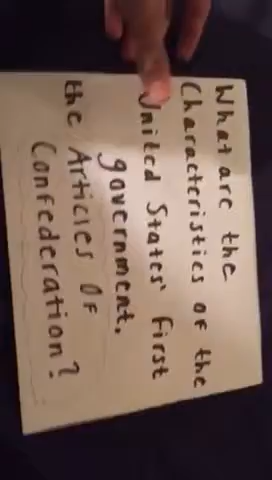 What are the
Characteristics of the
United States' first
government,
the Articles Of
Confederation?